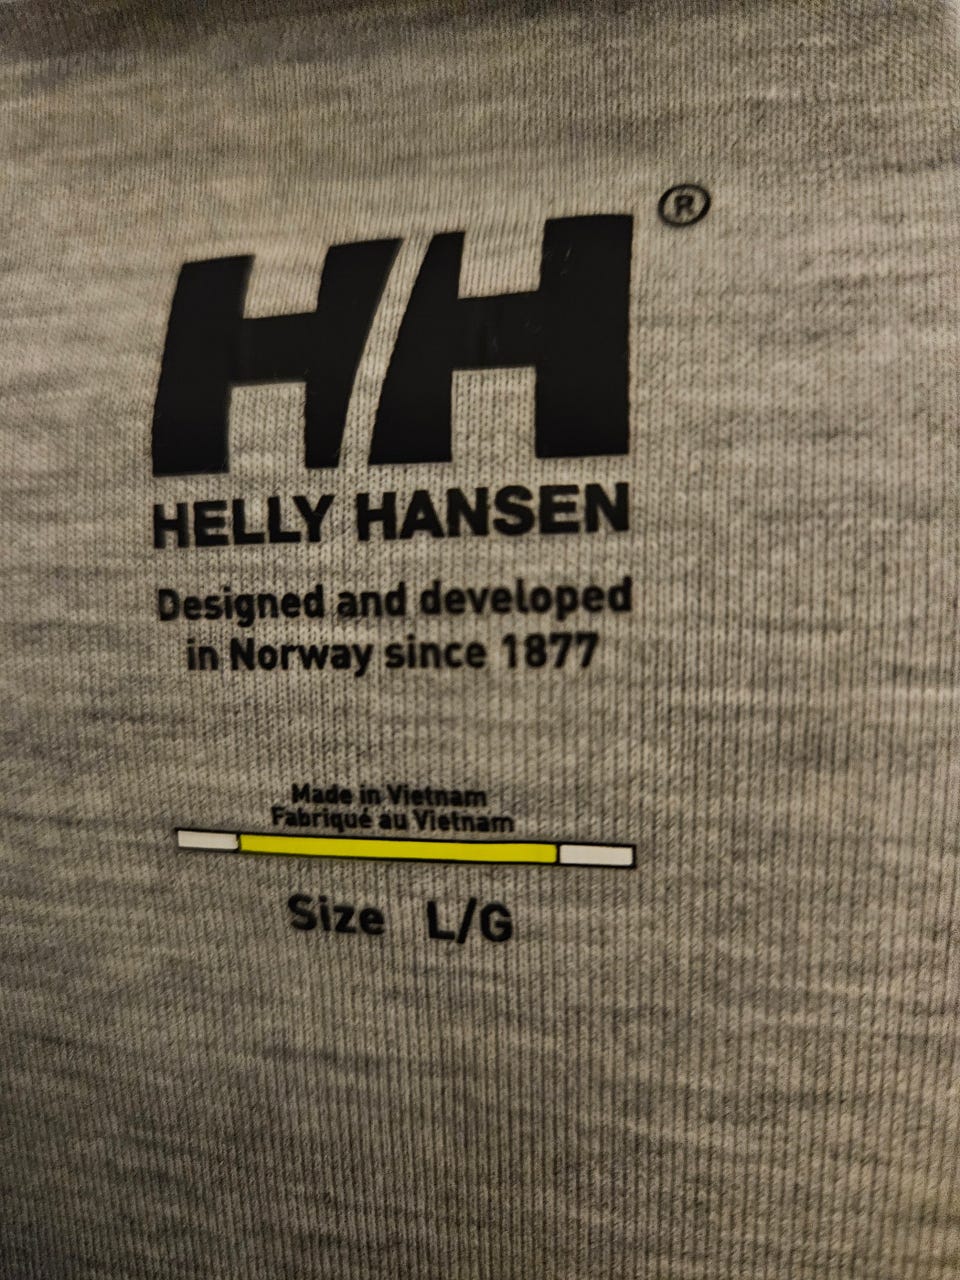 HH®
HELLY HANSEN
Designed and developed
in Norway since 1877
Made in Vietnam
Fabriqué au Vietnam
Size L/G